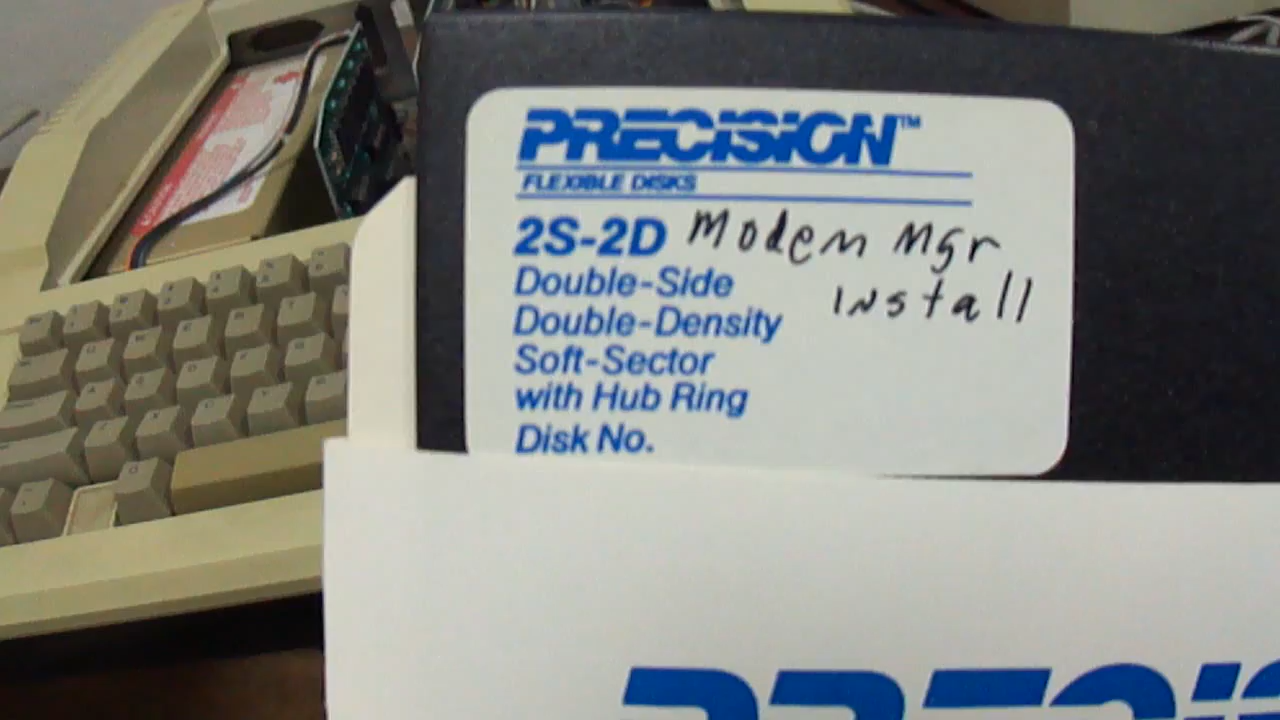 PRECISION™
FLEXIBLE DISKS
2S-2D Modem Mgr
Double-Side
install
Double-Density
Soft-Sector
with Hub Ring
Disk No.
PRECIS